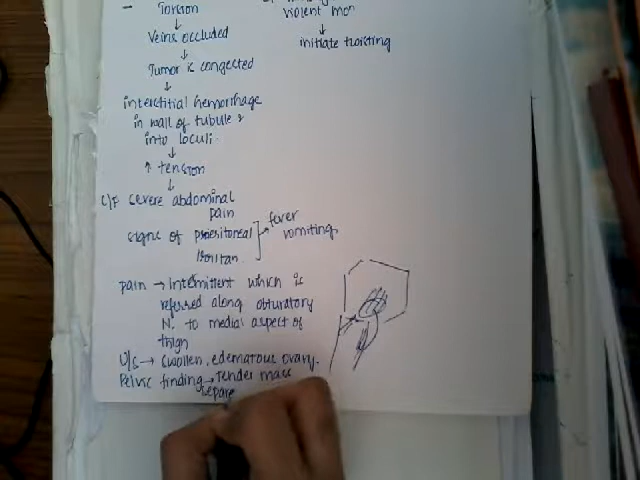 - Torsion
↓
Veins occluded
↓
Tumor is congested
↓
interstitial hemorrhage
in wall of tubule &
into loculi.
↓
↑ tension
↓
C/F severe abdominal
pain
signs of
fever
vomiting
pain → intermittent which is
referred along obturatory
N. to medial aspect of
thigh
U/S → swollen, edematous ovary.
Pelvic finding → Tender mass
separe
violent mon
↓
initiate twisting